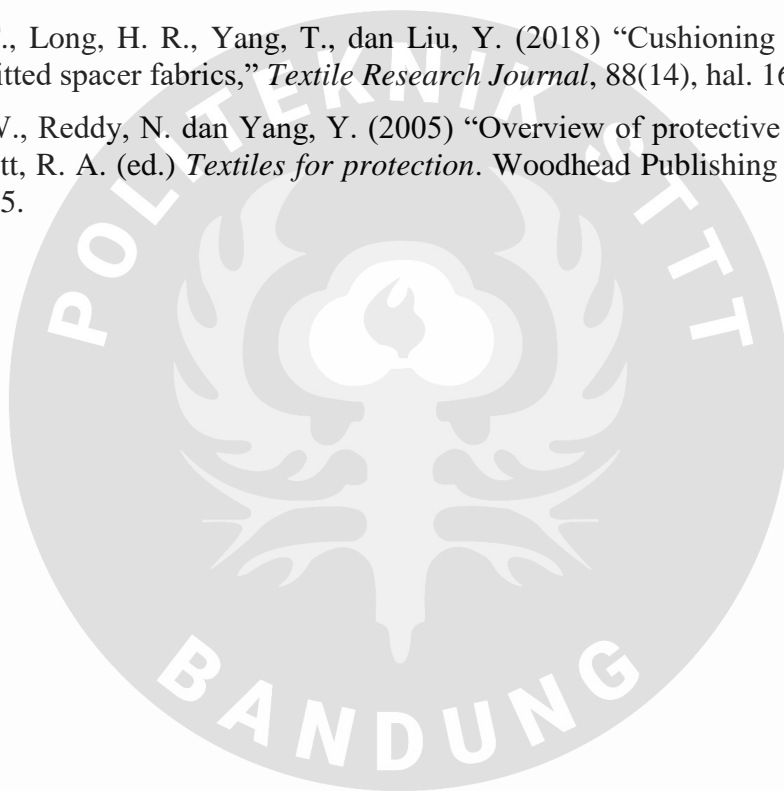 ., Long, H. R., Yang, T., dan Liu, Y. (2018) “Cushioning
itted spacer fabrics,” Textile Research Journal, 88(14), hal. 16
V., Reddy, N. dan Yang, Y. (2005) “Overview of protective
tt, R. A. (ed.) Textiles for protection. Woodhead Publishing
5.
POLITEKNIK STTT
BANDUNG